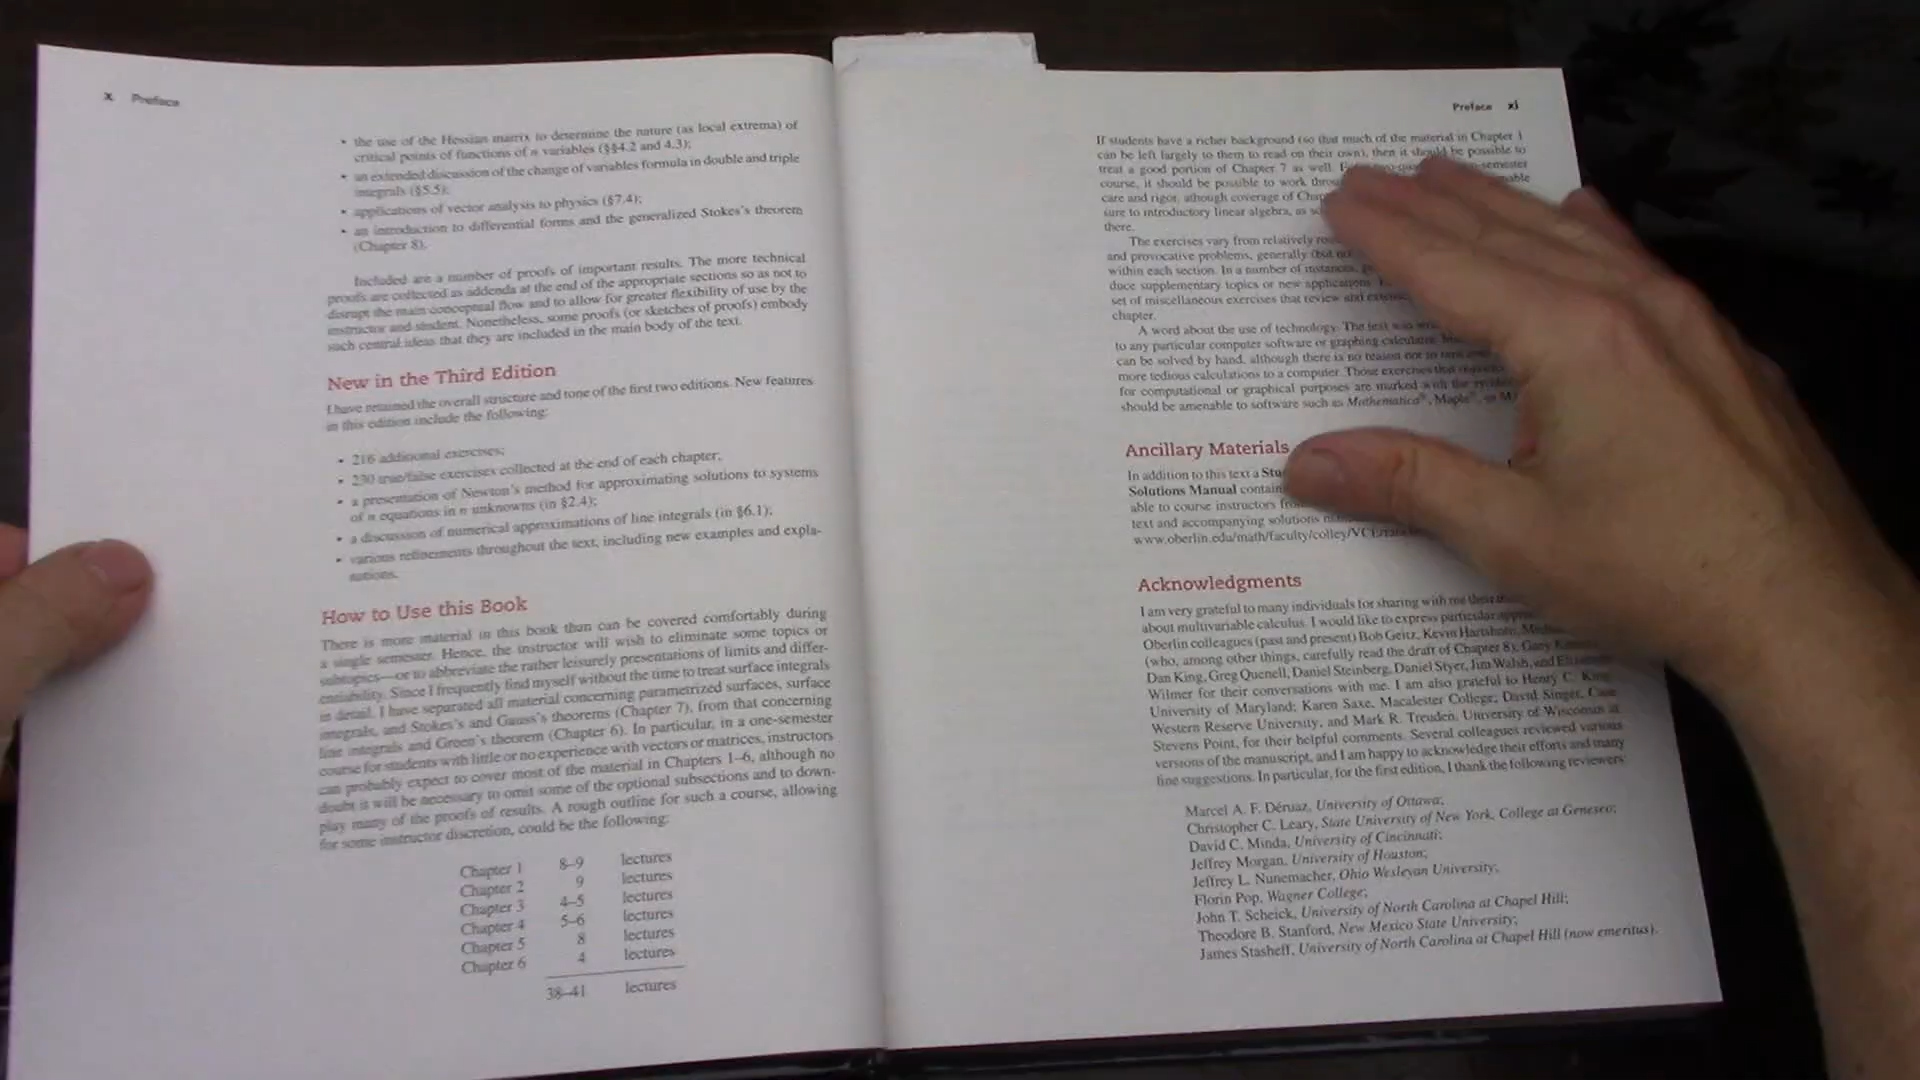 x Preface
• the use of the Hessian matrix to determine the nature (as local extrema) of
critical points of functions of n variables (§§4.2 and 4.3);
• an extended discussion of the change of variables formula in double and triple
integrals (§5.5);
• applications of vector analysis to physics (§7.4);
• an introduction to differential forms and the generalized Stokes's theorem
(Chapter 8).
Included are a number of proofs of important results. The more technical
proofs are collected as addenda at the end of the appropriate sections so as not to
disrupt the main conceptual flow and to allow for greater flexibility of use by the
instructor and student. Nonetheless, some proofs (or sketches of proofs) embody
such central ideas that they are included in the main body of the text.
New in the Third Edition
I have retained the overall structure and tone of the first two editions. New features
in this edition include the following:
• 216 additional exercises;
• 230 true/false exercises collected at the end of each chapter;
• a presentation of Newton's method for approximating solutions to systems
of n equations in n unknowns (in §2.4);
• a discussion of numerical approximations of line integrals (in §6.1);
• various refinements throughout the text, including new examples and expla-
nations.
How to Use this Book
There is more material in this book than can be covered comfortably during
a single semester. Hence, the instructor will wish to eliminate some topics or
subtopics—or to abbreviate the rather leisurely presentations of limits and differ-
entiability. Since I frequently find myself without the time to treat surface integrals
in detail, I have separated all material concerning parametrized surfaces, surface
integrals, and Stokes's and Gauss's theorems (Chapter 7), from that concerning
line integrals and Green's theorem (Chapter 6). In particular, in a one-semester
course for students with little or no experience with vectors or matrices, instructors
can probably expect to cover most of the material in Chapters 1–6, although no
doubt it will be necessary to omit some of the optional subsections and to down-
play many of the proofs of results. A rough outline for such a course, allowing
for some instructor discretion, could be the following:
Chapter 1 8–9 lectures
Chapter 2 9 lectures
Chapter 3 4–5 lectures
Chapter 4 5–6 lectures
Chapter 5 8 lectures
Chapter 6 4 lectures
38–41 lectures
Preface xi
If students have a richer background (so that much of the material in Chapter 1
can be left largely to them to read on their own), then it should be possible to
treat a good portion of Chapter 7 as well.
course, it should be possible to work
care and rigor, although coverage of
sure to introductory linear algebra, as
there.
The exercises vary from relatively
and provocative problems, generally (but
within each section. In a number of instances,
duce supplementary topics or new applications.
set of miscellaneous exercises that review and
chapter.
A word about the use of technology. The text was
to any particular computer software or graphing calculator.
can be solved by hand, although there is no reason not to
more tedious calculations to a computer. Those exercises that
for computational or graphical purposes are marked with the
should be amenable to software such as Mathematica®, Maple®, or
Ancillary Materials
In addition to this text a
Solutions Manual
able to course instructors
text and accompanying solutions
www.oberlin.edu/math/faculty/colley/
Acknowledgments
I am very grateful to many individuals for sharing with me their
about multivariable calculus. I would like to express particular
Oberlin colleagues (past and present) Bob Geitz, Kevin Hartshorn,
(who, among other things, carefully read the draft of Chapter 8), Gary
Dan King, Greg Quenell, Daniel Steinberg, Daniel Styer, Jim Walsh, and
Wilmer for their conversations with me. I am also grateful to Henry C. King,
University of Maryland; Karen Saxe, Macalester College; David Singer, Case
Western Reserve University; and Mark R. Treuden, University of Wisconsin at
Stevens Point, for their helpful comments. Several colleagues reviewed various
versions of the manuscript, and I am happy to acknowledge their efforts and many
fine suggestions. In particular, for the first edition, I thank the following reviewers:
Marcel A. F. Déruaz, University of Ottawa;
Christopher C. Leary, State University of New York, College at Geneseo;
David C. Minda, University of Cincinnati;
Jeffrey Morgan, University of Houston;
Jeffrey L. Nunemacher, Ohio Wesleyan University;
Florin Pop, Wagner College;
John T. Scheick, University of North Carolina at Chapel Hill;
Theodore B. Stanford, New Mexico State University;
James Stasheff, University of North Carolina at Chapel Hill (now emeritus).